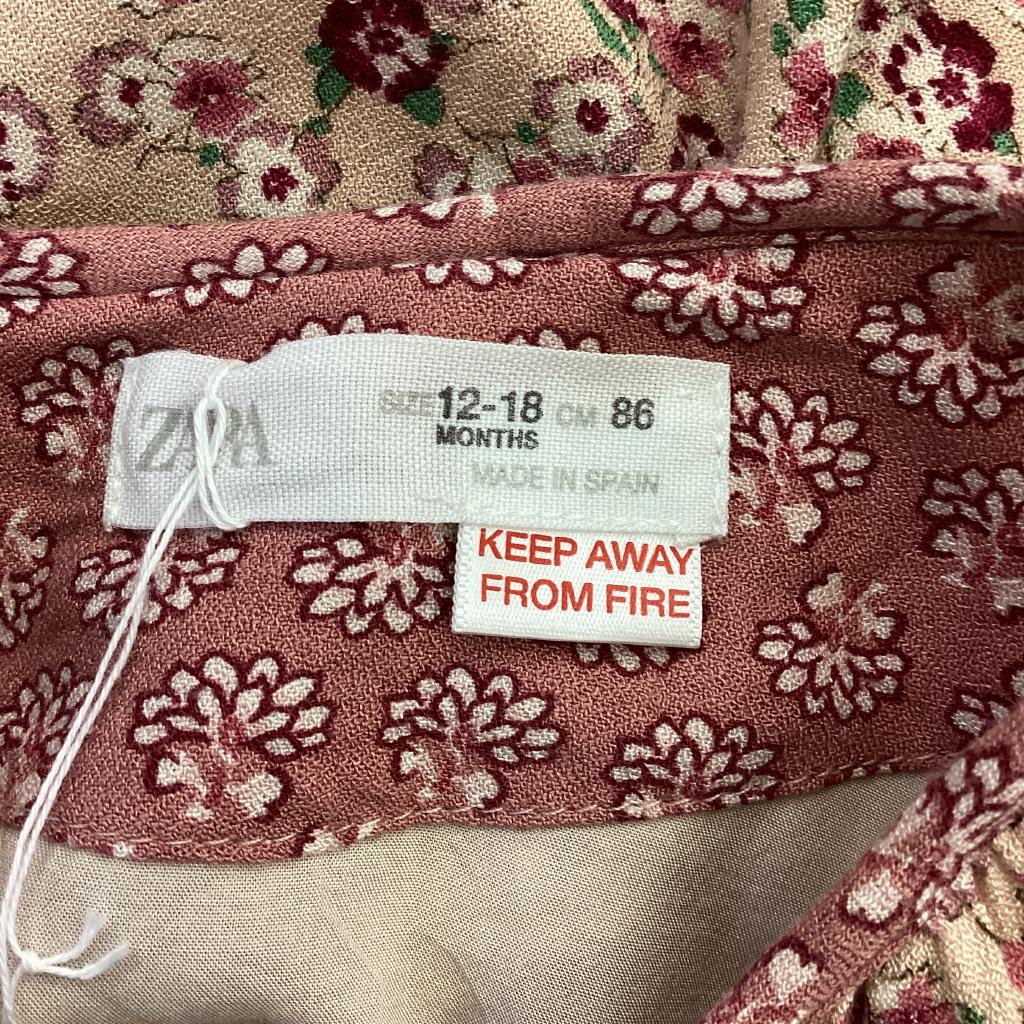 ZARA
SIZE 12-18 CM 86
MONTHS
MADE IN SPAIN
KEEP AWAY
FROM FIRE